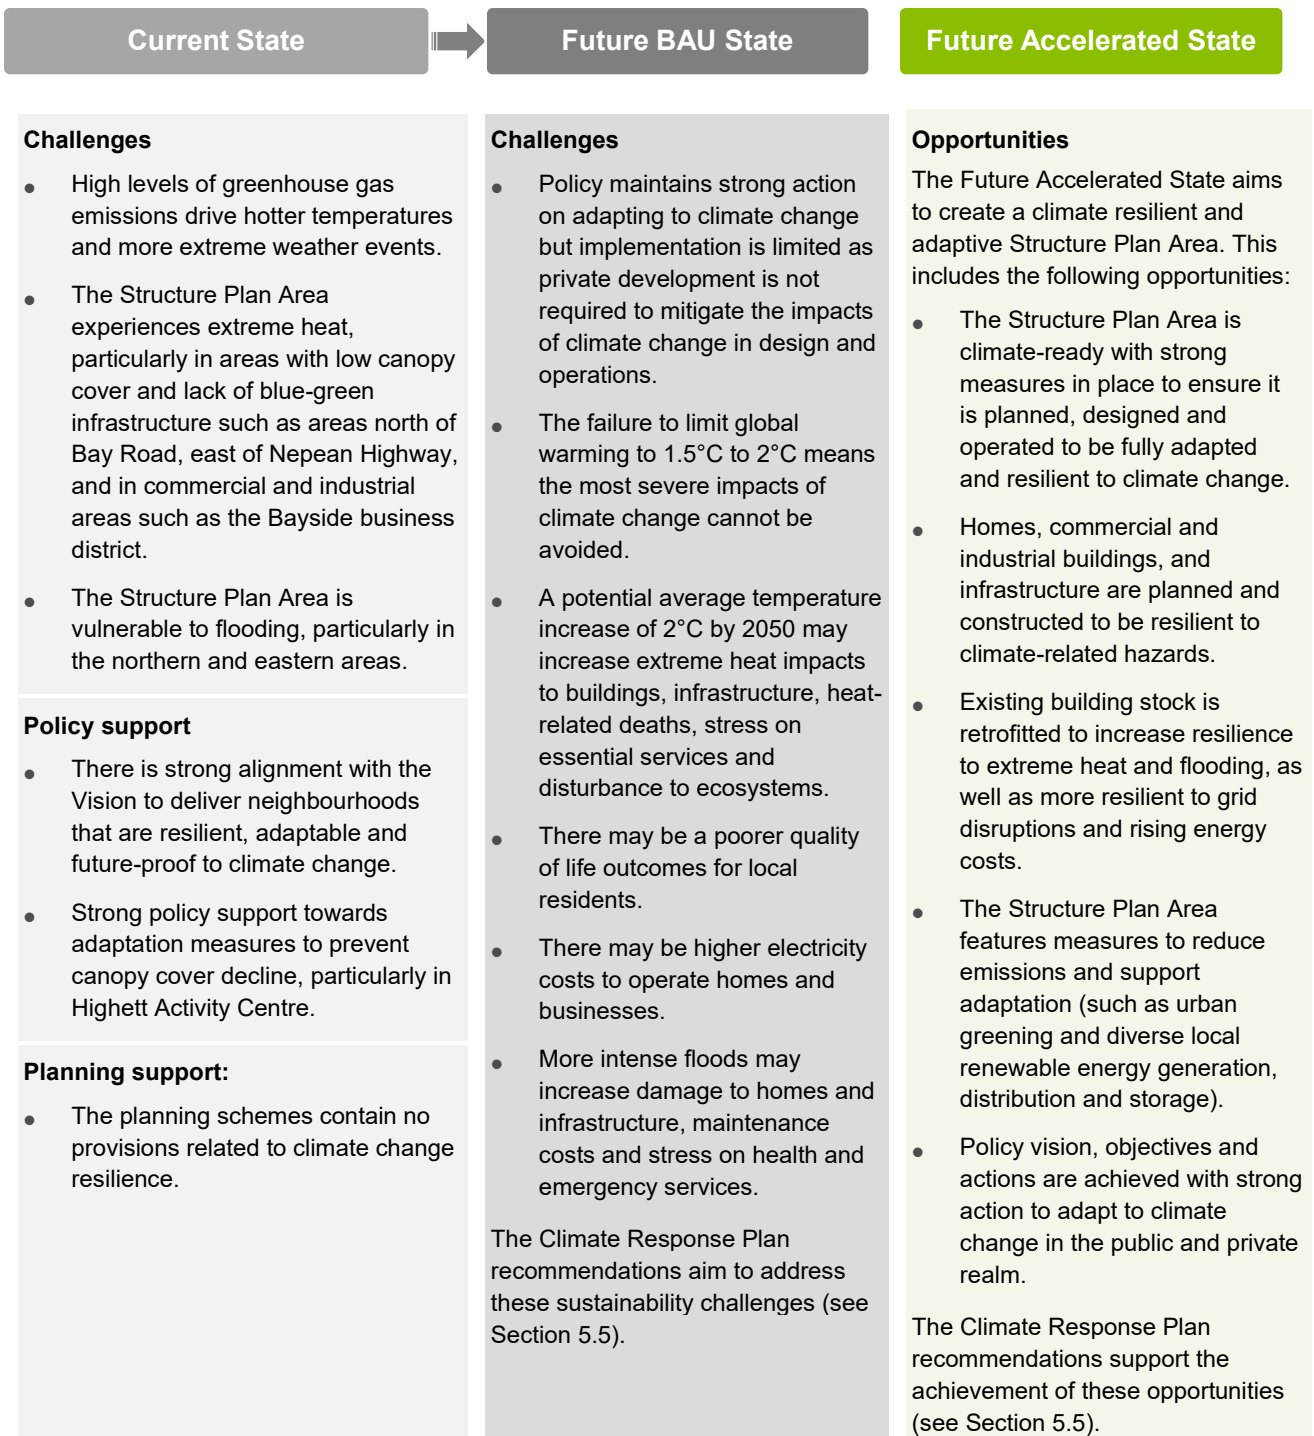 Current State
Future BAU State
Future Accelerated State
Challenges
● High levels of greenhouse gas
emissions drive hotter temperatures
and more extreme weather events.
● The Structure Plan Area
experiences extreme heat,
particularly in areas with low canopy
cover and lack of blue-green
infrastructure such as areas north of
Bay Road, east of Nepean Highway,
and in commercial and industrial
areas such as the Bayside business
district.
● The Structure Plan Area is
vulnerable to flooding, particularly in
the northern and eastern areas.
Policy support
● There is strong alignment with the
Vision to deliver neighbourhoods
that are resilient, adaptable and
future-proof to climate change.
● Strong policy support towards
adaptation measures to prevent
canopy cover decline, particularly in
Highett Activity Centre.
Planning support:
● The planning schemes contain no
provisions related to climate change
resilience.
Challenges
● Policy maintains strong action
on adapting to climate change
but implementation is limited as
private development is not
required to mitigate the impacts
of climate change in design and
operations.
● The failure to limit global
warming to 1.5°C to 2°C means
the most severe impacts of
climate change cannot be
avoided.
● A potential average temperature
increase of 2°C by 2050 may
increase extreme heat impacts
to buildings, infrastructure, heat-
related deaths, stress on
essential services and
disturbance to ecosystems.
● There may be a poorer quality
of life outcomes for local
residents.
● There may be higher electricity
costs to operate homes and
businesses.
● More intense floods may
increase damage to homes and
infrastructure, maintenance
costs and stress on health and
emergency services.
The Climate Response Plan
recommendations aim to address
these sustainability challenges (see
Section 5.5).
Opportunities
The Future Accelerated State aims
to create a climate resilient and
adaptive Structure Plan Area. This
includes the following opportunities:
● The Structure Plan Area is
climate-ready with strong
measures in place to ensure it
is planned, designed and
operated to be fully adapted
and resilient to climate change.
● Homes, commercial and
industrial buildings, and
infrastructure are planned and
constructed to be resilient to
climate-related hazards.
● Existing building stock is
retrofitted to increase resilience
to extreme heat and flooding, as
well as more resilient to grid
disruptions and rising energy
costs.
● The Structure Plan Area
features measures to reduce
emissions and support
adaptation (such as urban
greening and diverse local
renewable energy generation,
distribution and storage).
● Policy vision, objectives and
actions are achieved with strong
action to adapt to climate
change in the public and private
realm.
The Climate Response Plan
recommendations support the
achievement of these opportunities
(see Section 5.5).